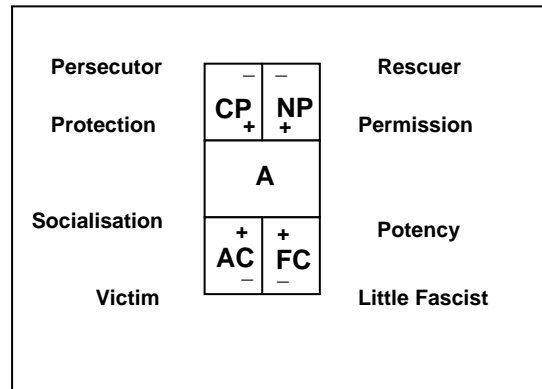 Persecutor – – Rescuer
CP NP
Protection + + Permission
A
Socialisation + + Potency
AC FC
Victim – – Little Fascist